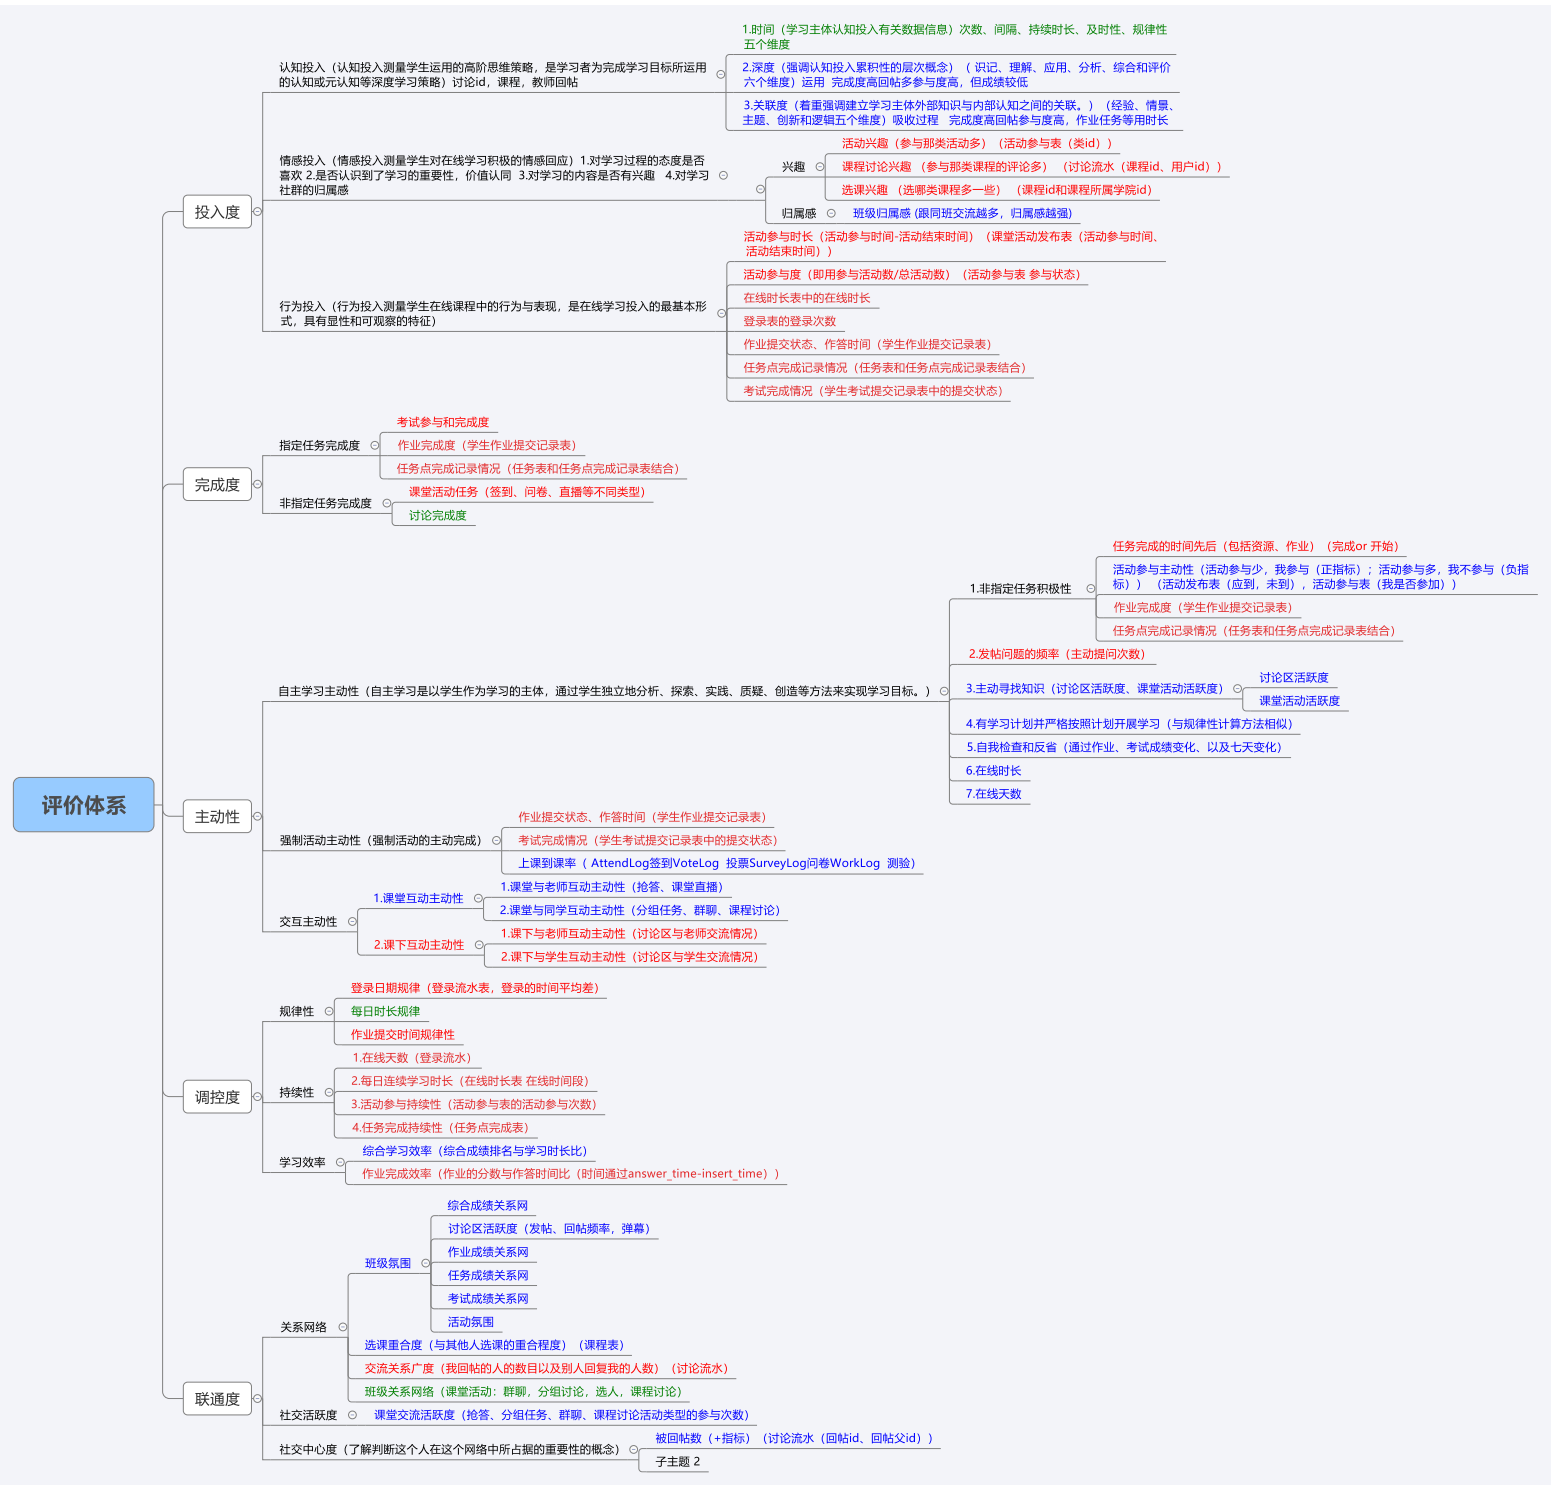 评价体系
投入度
认知投入（认知投入测量学生运用的高阶思维策略，是学习者为完成学习目标所运用
的认知或元认知等深度学习策略）讨论id，课程，教师回帖
1.时间（学习主体认知投入有关数据信息）次数、间隔、持续时长、及时性、规律性
五个维度
2.深度（强调认知投入累积性的层次概念）（ 识记、理解、应用、分析、综合和评价
六个维度）运用  完成度高回帖多参与度高，但成绩较低
3.关联度（着重强调建立学习主体外部知识与内部认知之间的关联。）（经验、情景、
主题、创新和逻辑五个维度）吸收过程   完成度高回帖参与度高，作业任务等用时长
情感投入（情感投入测量学生对在线学习积极的情感回应）1.对学习过程的态度是否
喜欢 2.是否认识到了学习的重要性，价值认同  3.对学习的内容是否有兴趣   4.对学习
社群的归属感
兴趣
活动兴趣（参与那类活动多）（活动参与表（类id））
课程讨论兴趣 （参与那类课程的评论多） （讨论流水（课程id、用户id））
选课兴趣 （选哪类课程多一些） （课程id和课程所属学院id）
归属感
班级归属感 (跟同班交流越多，归属感越强)
行为投入（行为投入测量学生在线课程中的行为与表现，是在线学习投入的最基本形
式，具有显性和可观察的特征）
活动参与时长（活动参与时间-活动结束时间）（课堂活动发布表（活动参与时间、
活动结束时间））
活动参与度（即用参与活动数/总活动数）（活动参与表 参与状态）
在线时长表中的在线时长
登录表的登录次数
作业提交状态、作答时间（学生作业提交记录表）
任务点完成记录情况（任务表和任务点完成记录表结合）
考试完成情况（学生考试提交记录表中的提交状态）
完成度
指定任务完成度
考试参与和完成度
作业完成度（学生作业提交记录表）
任务点完成记录情况（任务表和任务点完成记录表结合）
非指定任务完成度
课堂活动任务（签到、问卷、直播等不同类型）
讨论完成度
主动性
自主学习主动性（自主学习是以学生作为学习的主体，通过学生独立地分析、探索、实践、质疑、创造等方法来实现学习目标。）
1.非指定任务积极性
任务完成的时间先后（包括资源、作业）（完成or 开始）
活动参与主动性（活动参与少，我参与（正指标）；活动参与多，我不参与（负指
标）） （活动发布表（应到，未到），活动参与表（我是否参加））
作业完成度（学生作业提交记录表）
任务点完成记录情况（任务表和任务点完成记录表结合）
2.发帖问题的频率（主动提问次数）
3.主动寻找知识（讨论区活跃度、课堂活动活跃度）
讨论区活跃度
课堂活动活跃度
4.有学习计划并严格按照计划开展学习（与规律性计算方法相似）
5.自我检查和反省（通过作业、考试成绩变化、以及七天变化）
6.在线时长
7.在线天数
强制活动主动性（强制活动的主动完成）
作业提交状态、作答时间（学生作业提交记录表）
考试完成情况（学生考试提交记录表中的提交状态）
上课到课率（ AttendLog签到VoteLog  投票SurveyLog问卷WorkLog  测验）
交互主动性
1.课堂互动主动性
1.课堂与老师互动主动性（抢答、课堂直播）
2.课堂与同学互动主动性（分组任务、群聊、课程讨论）
2.课下互动主动性
1.课下与老师互动主动性（讨论区与老师交流情况）
2.课下与学生互动主动性（讨论区与学生交流情况）
调控度
规律性
登录日期规律（登录流水表，登录的时间平均差）
每日时长规律
作业提交时间规律性
持续性
1.在线天数（登录流水）
2.每日连续学习时长（在线时长表 在线时间段）
3.活动参与持续性（活动参与表的活动参与次数）
4.任务完成持续性（任务点完成表）
学习效率
综合学习效率（综合成绩排名与学习时长比）
作业完成效率（作业的分数与作答时间比（时间通过answer_time-insert_time））
联通度
关系网络
班级氛围
综合成绩关系网
讨论区活跃度（发帖、回帖频率，弹幕）
作业成绩关系网
任务成绩关系网
考试成绩关系网
活动氛围
选课重合度（与其他人选课的重合程度）（课程表）
交流关系广度（我回帖的人的数目以及别人回复我的人数）（讨论流水）
班级关系网络（课堂活动：群聊，分组讨论，选人，课程讨论）
社交活跃度
课堂交流活跃度（抢答、分组任务、群聊、课程讨论活动类型的参与次数）
社交中心度（了解判断这个人在这个网络中所占据的重要性的概念）
被回帖数（+指标）（讨论流水（回帖id、回帖父id））
子主题 2